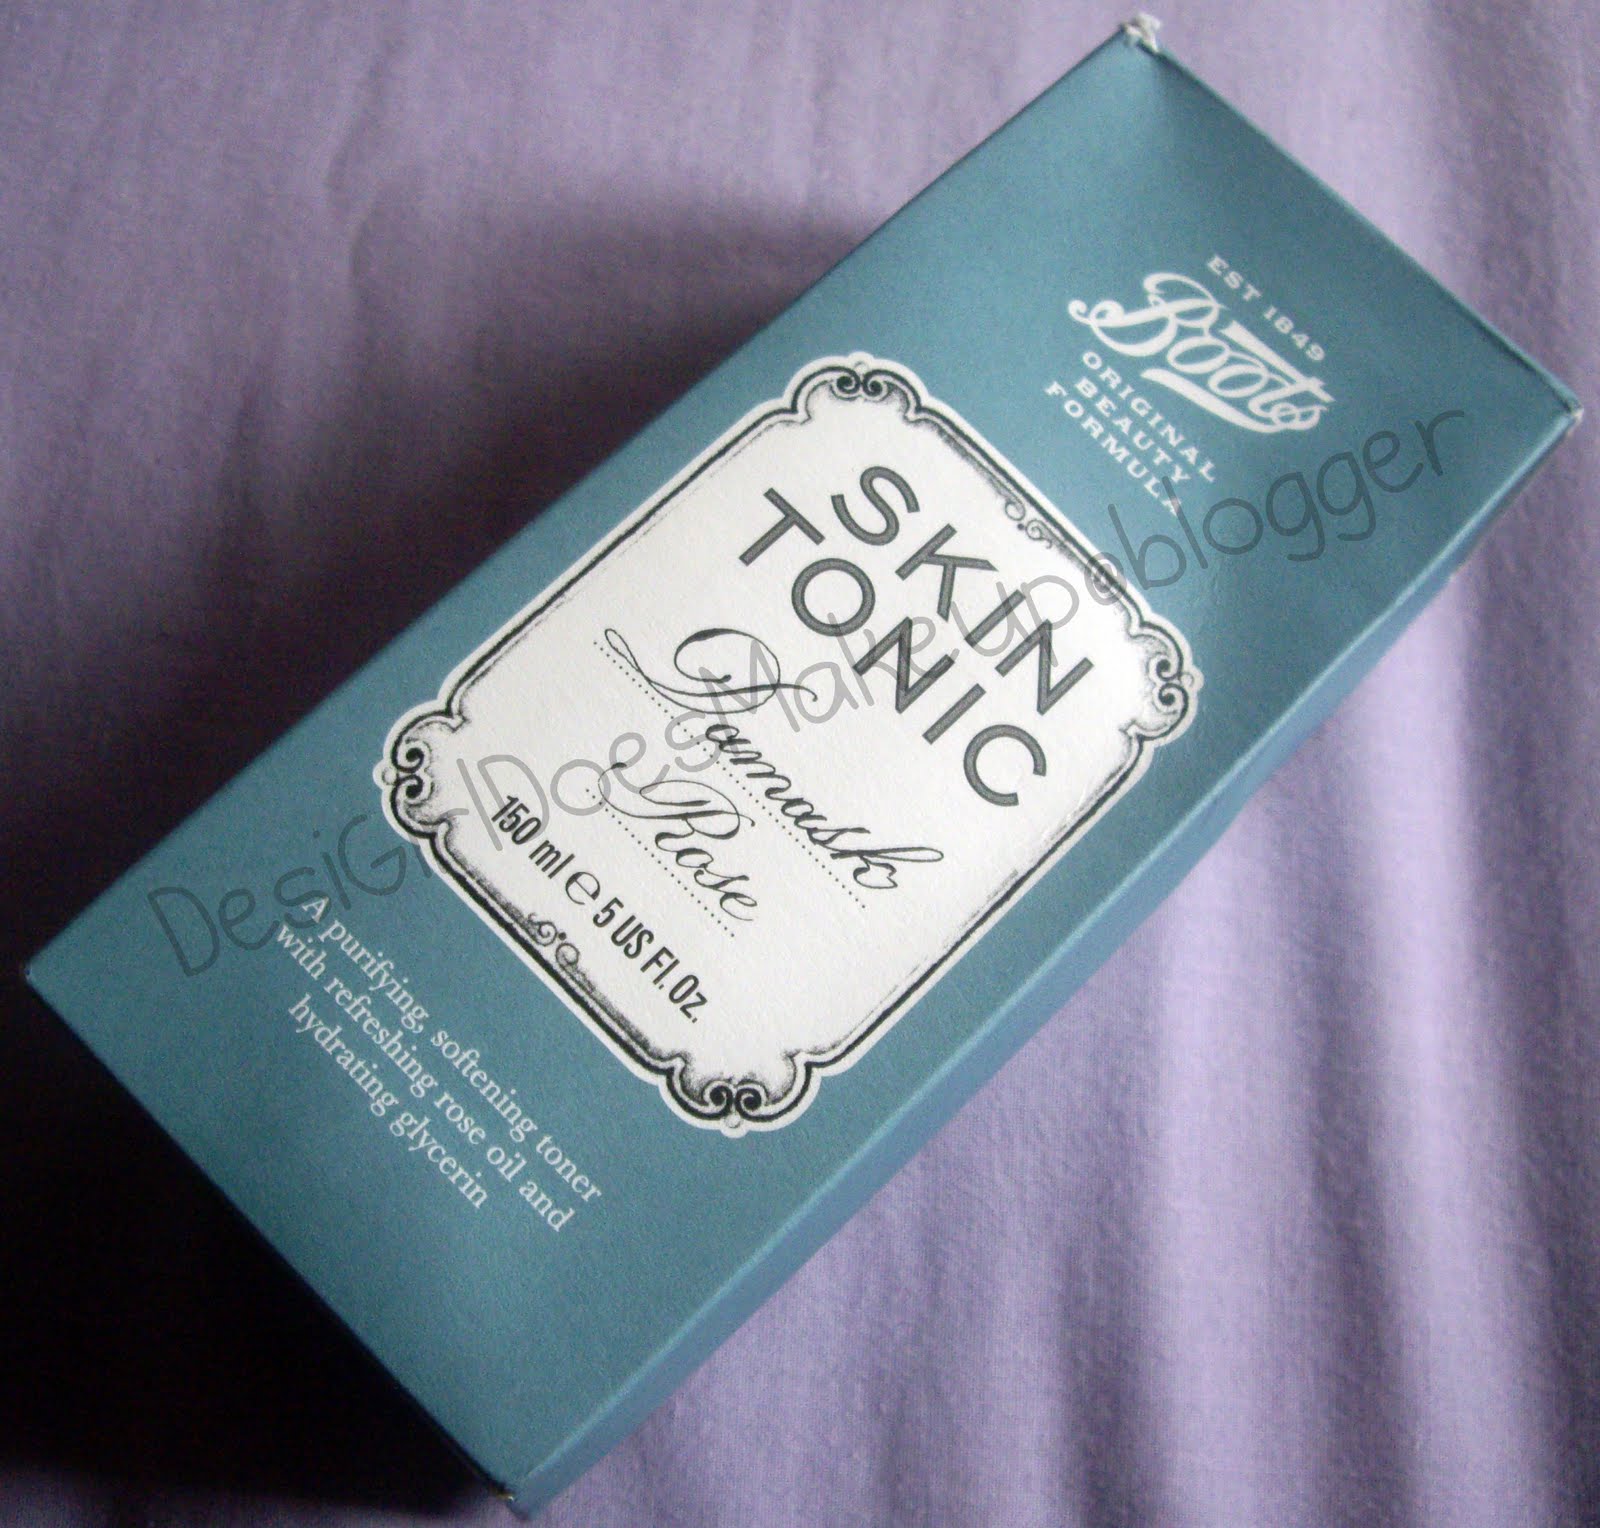 EST 1849
Boots
ORIGINAL
BEAUTY
FORMULA
SKIN
TONIC
Damask
Rose
150 ml ℮ 5 US Fl. Oz.
A purifying, softening toner
with refreshing rose oil and
hydrating glycerin
DesiGirlDoesMakeUp@blogger